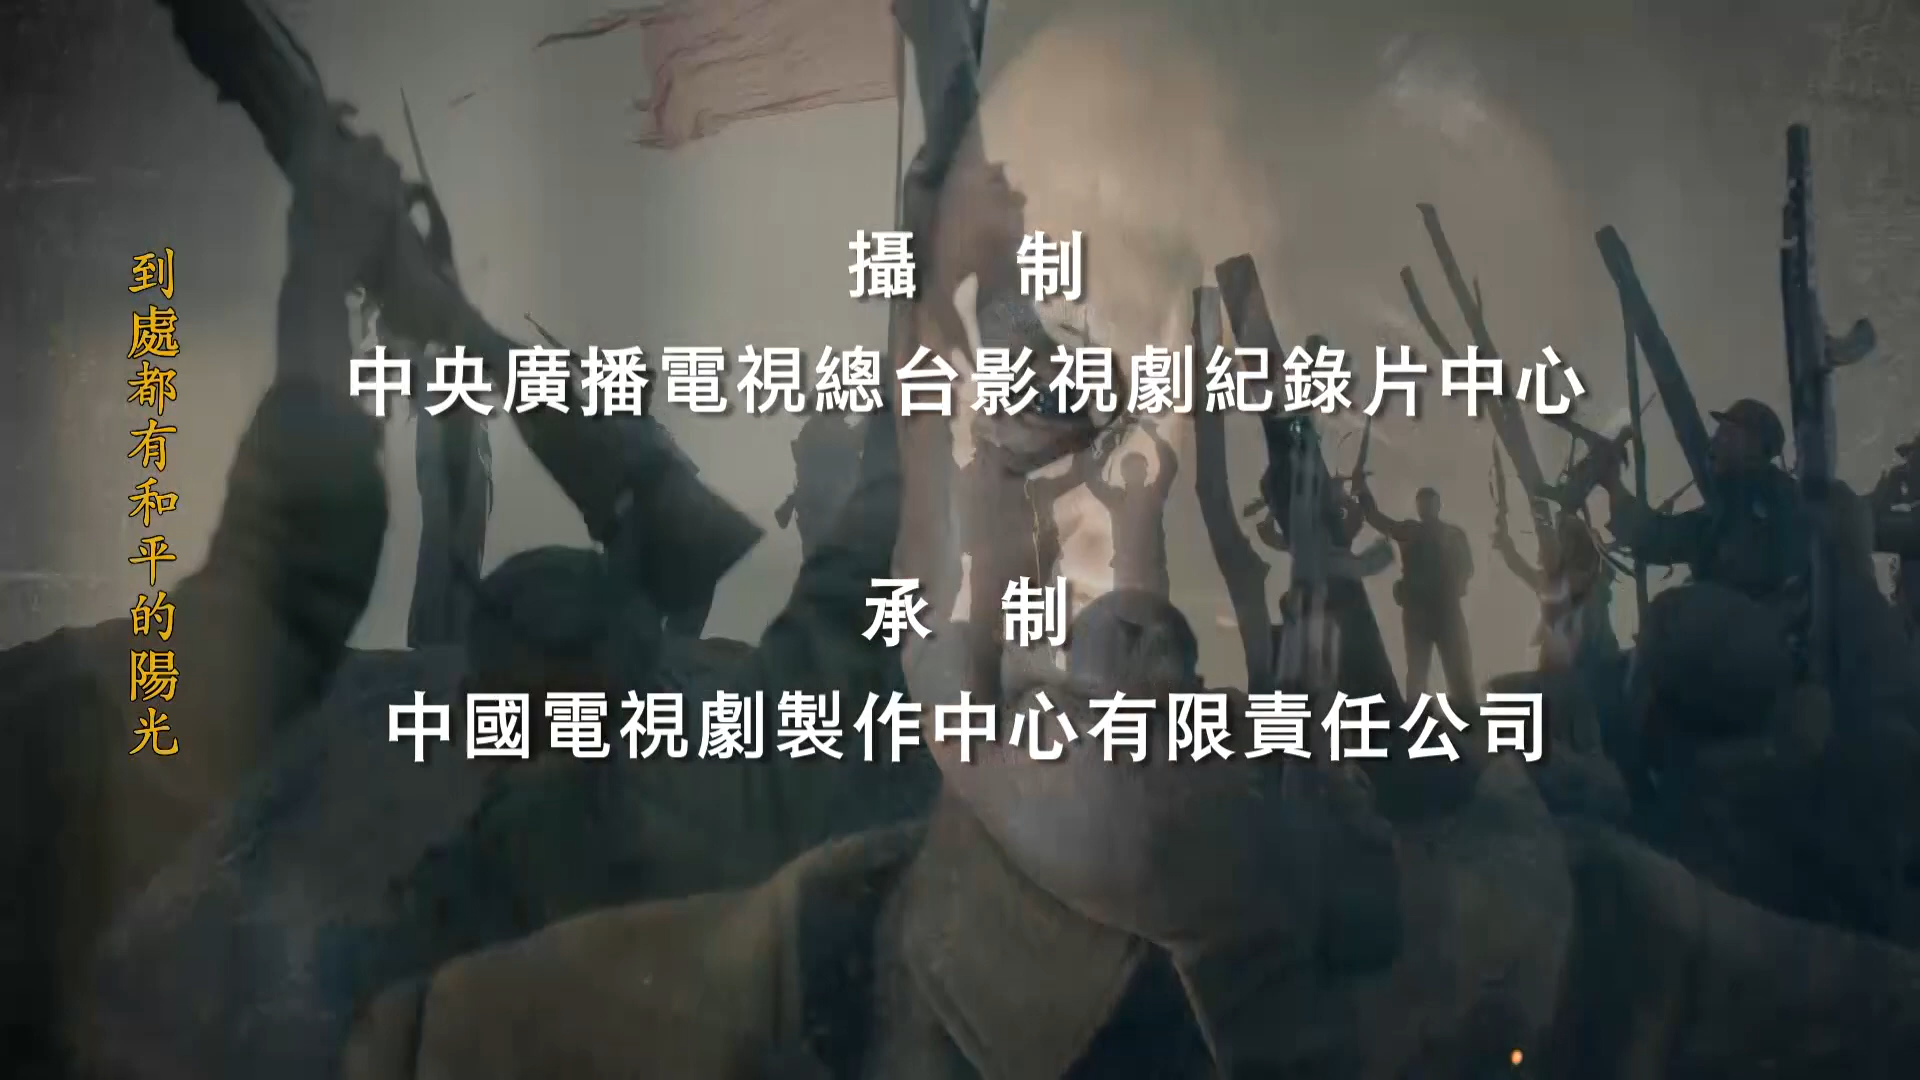 攝制
中央廣播電視總台影視劇紀錄片中心
承制
中國電視劇製作中心有限責任公司
到處都有和平的陽光